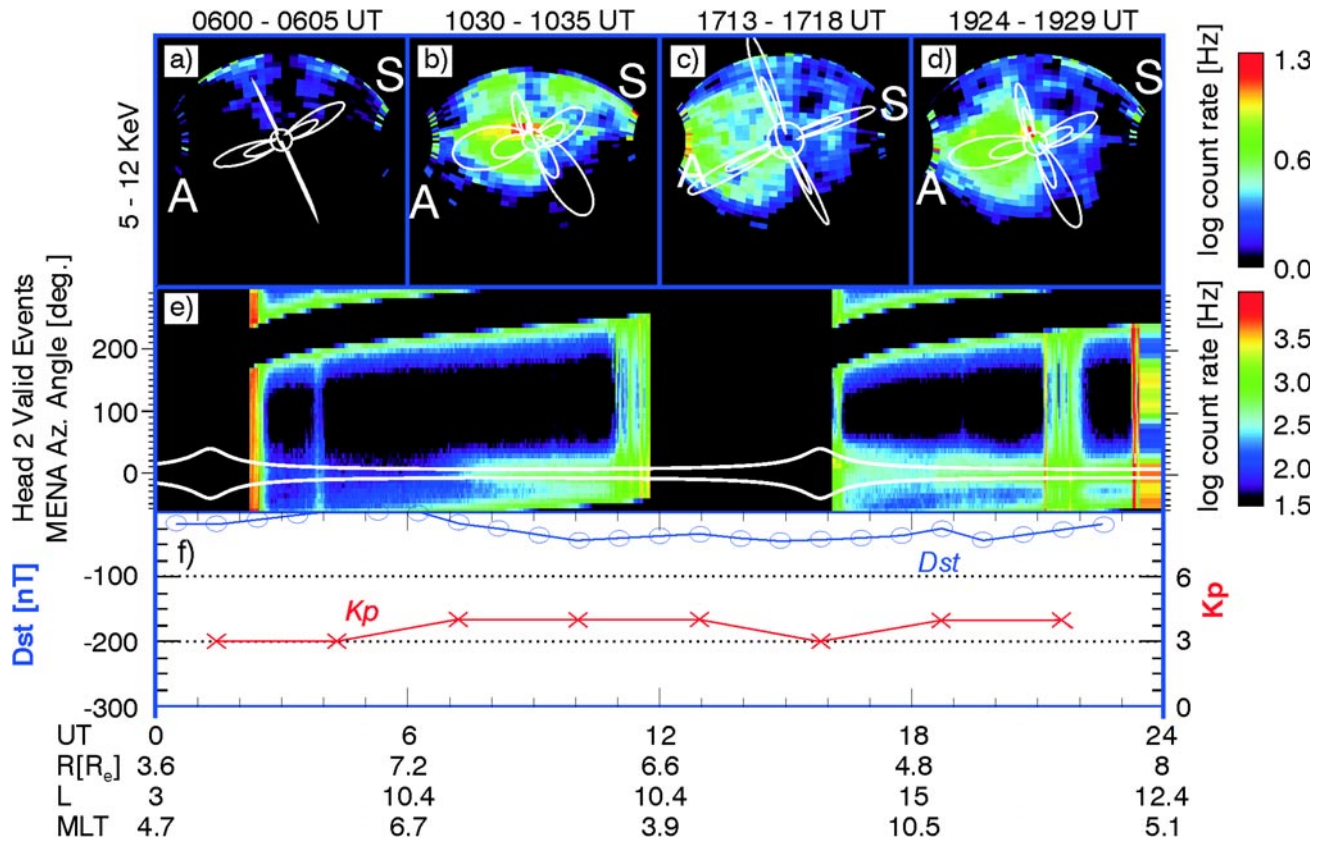 0600 - 0605 UT 1030 - 1035 UT 1713 - 1718 UT 1924 - 1929 UT
a) b) c) d)
S S S S
A A A A
5 - 12 KeV
log count rate [Hz]
1.3
0.6
0.0
e)
Head 2 Valid Events
MENA Az. Angle [deg.]
200
100
0
log count rate [Hz]
3.5
3.0
2.5
2.0
1.5
f)
Dst
Kp
Dst [nT]
-100
-200
-300
Kp
6
3
0
UT 0 6 12 18 24
R[Re] 3.6 7.2 6.6 4.8 8
L 3 10.4 10.4 15 12.4
MLT 4.7 6.7 3.9 10.5 5.1